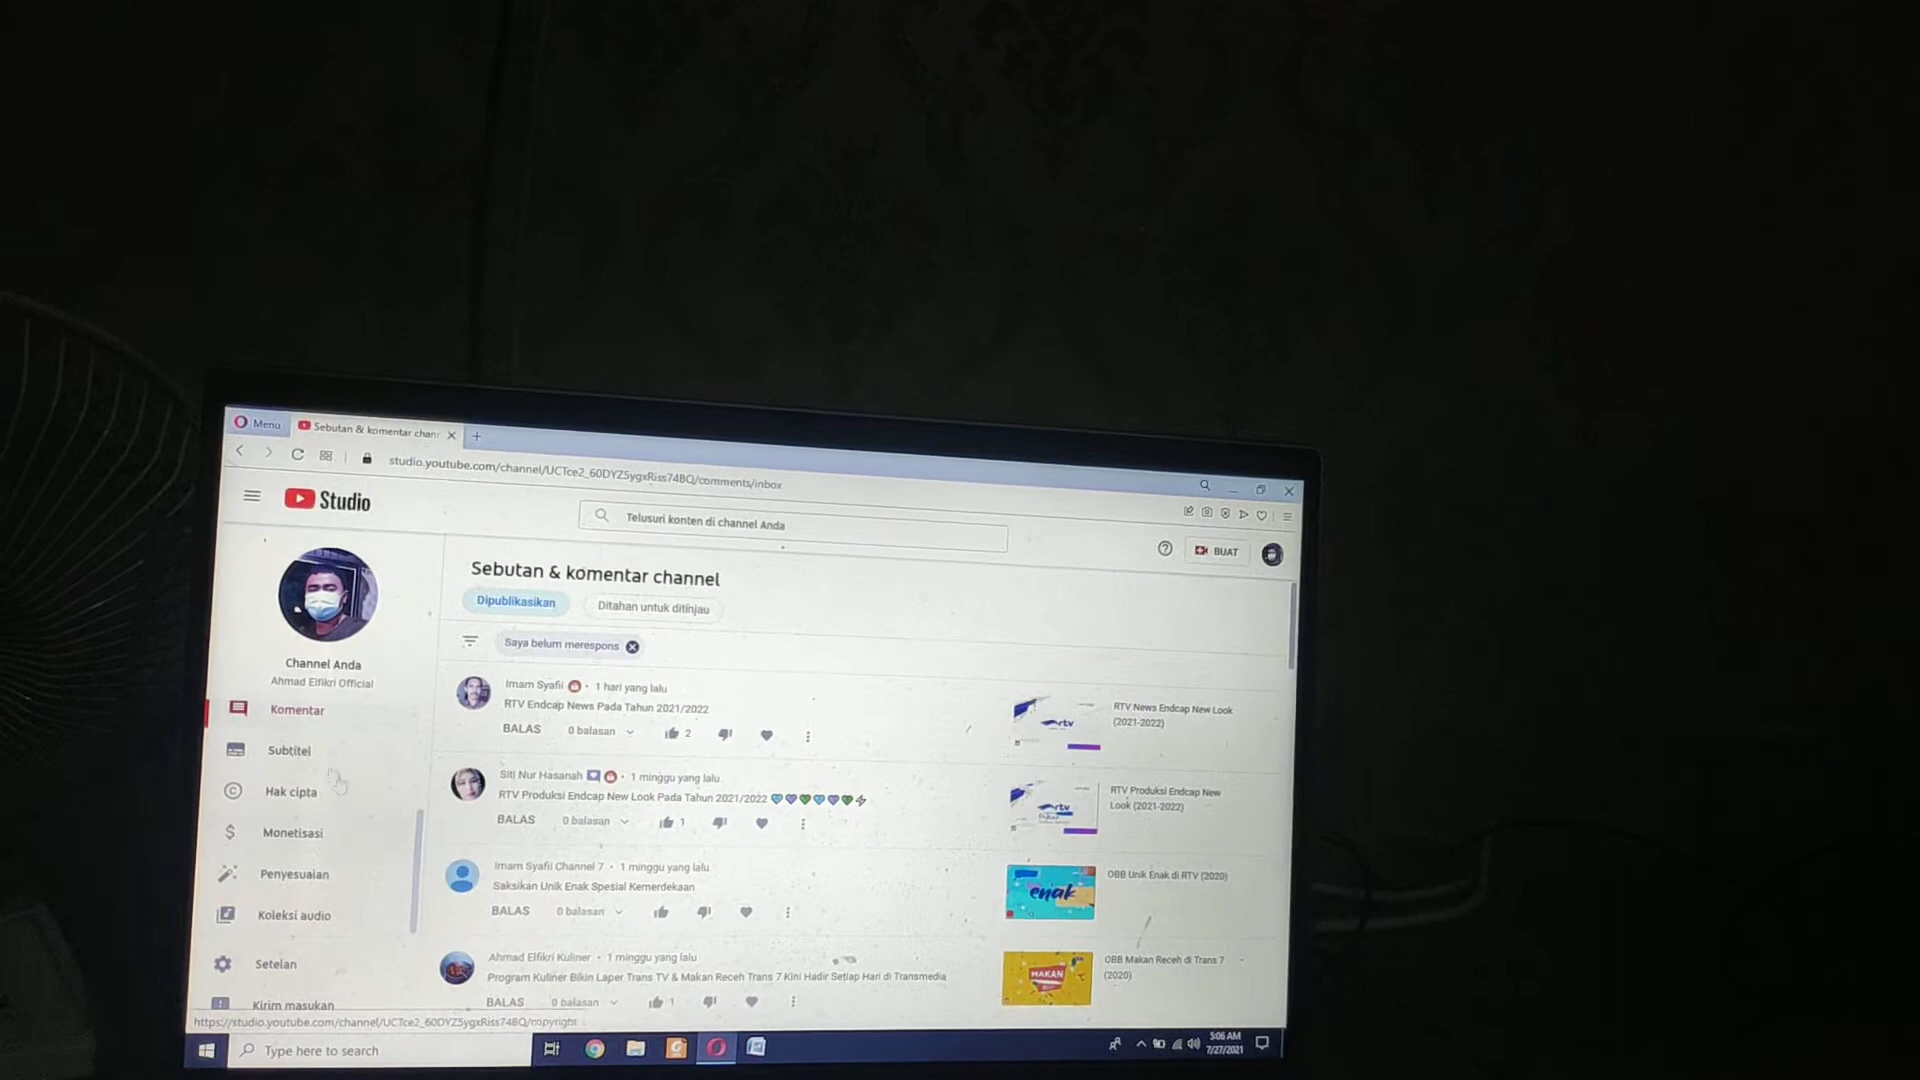 Menu
Sebutan & komentar chanr
studio.youtube.com/channel/UCTce2_60DYZ5ygxRiss74BQ/comments/inbox
Studio
Telusuri konten di channel Anda
BUAT
Channel Anda
Ahmad Elfikri Official
Komentar
Subtitel
Hak cipta
Monetisasi
Penyesuaian
Koleksi audio
Setelan
Kirim masukan
Sebutan & komentar channel
Dipublikasikan
Ditahan untuk ditinjau
Saya belum merespons
Imam Syafii • 1 hari yang lalu
RTV Endcap News Pada Tahun 2021/2022
BALAS 0 balasan 2
RTV News Endcap New Look
(2021-2022)
Siti Nur Hasanah • 1 minggu yang lalu
RTV Produksi Endcap New Look Pada Tahun 2021/2022
BALAS 0 balasan 1
RTV Produksi Endcap New
Look (2021-2022)
Imam Syafii Channel 7 • 1 minggu yang lalu
Saksikan Unik Enak Spesial Kemerdekaan
BALAS 0 balasan
enak
OBB Unik Enak di RTV (2020)
Ahmad Elfikri Kuliner • 1 minggu yang lalu
Program Kuliner Bikin Laper Trans TV & Makan Receh Trans 7 Kini Hadir Setiap Hari di Transmedia
BALAS 0 balasan 1
MAKAN
OBB Makan Receh di Trans 7
(2020)
https://studio.youtube.com/channel/UCTce2_60DYZ5ygxRiss74BQ/copyright
Type here to search
5:06 AM
7/27/2021